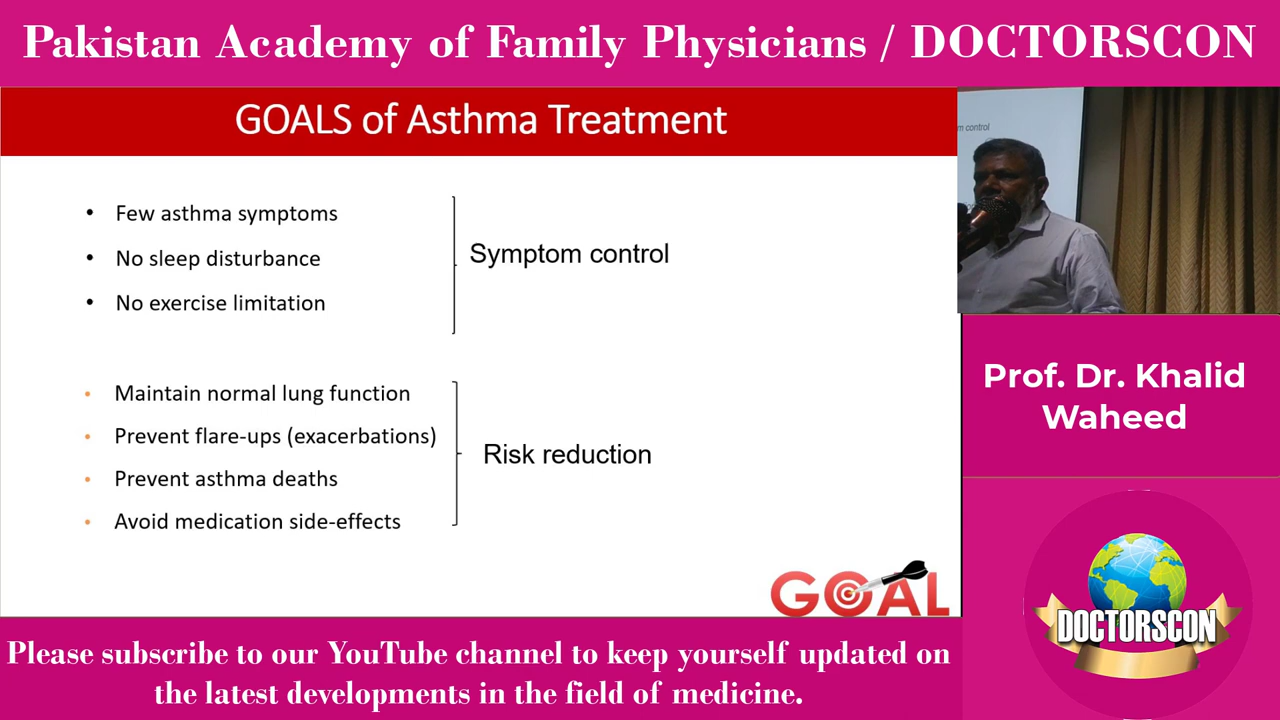 Pakistan Academy of Family Physicians / DOCTORSCON
GOALS of Asthma Treatment
• Few asthma symptoms
• No sleep disturbance
• No exercise limitation
Symptom control
• Maintain normal lung function
• Prevent flare-ups (exacerbations)
• Prevent asthma deaths
• Avoid medication side-effects
Risk reduction
GOAL
m control
Prof. Dr. Khalid
Waheed
DOCTORSCON
Please subscribe to our YouTube channel to keep yourself updated on
the latest developments in the field of medicine.